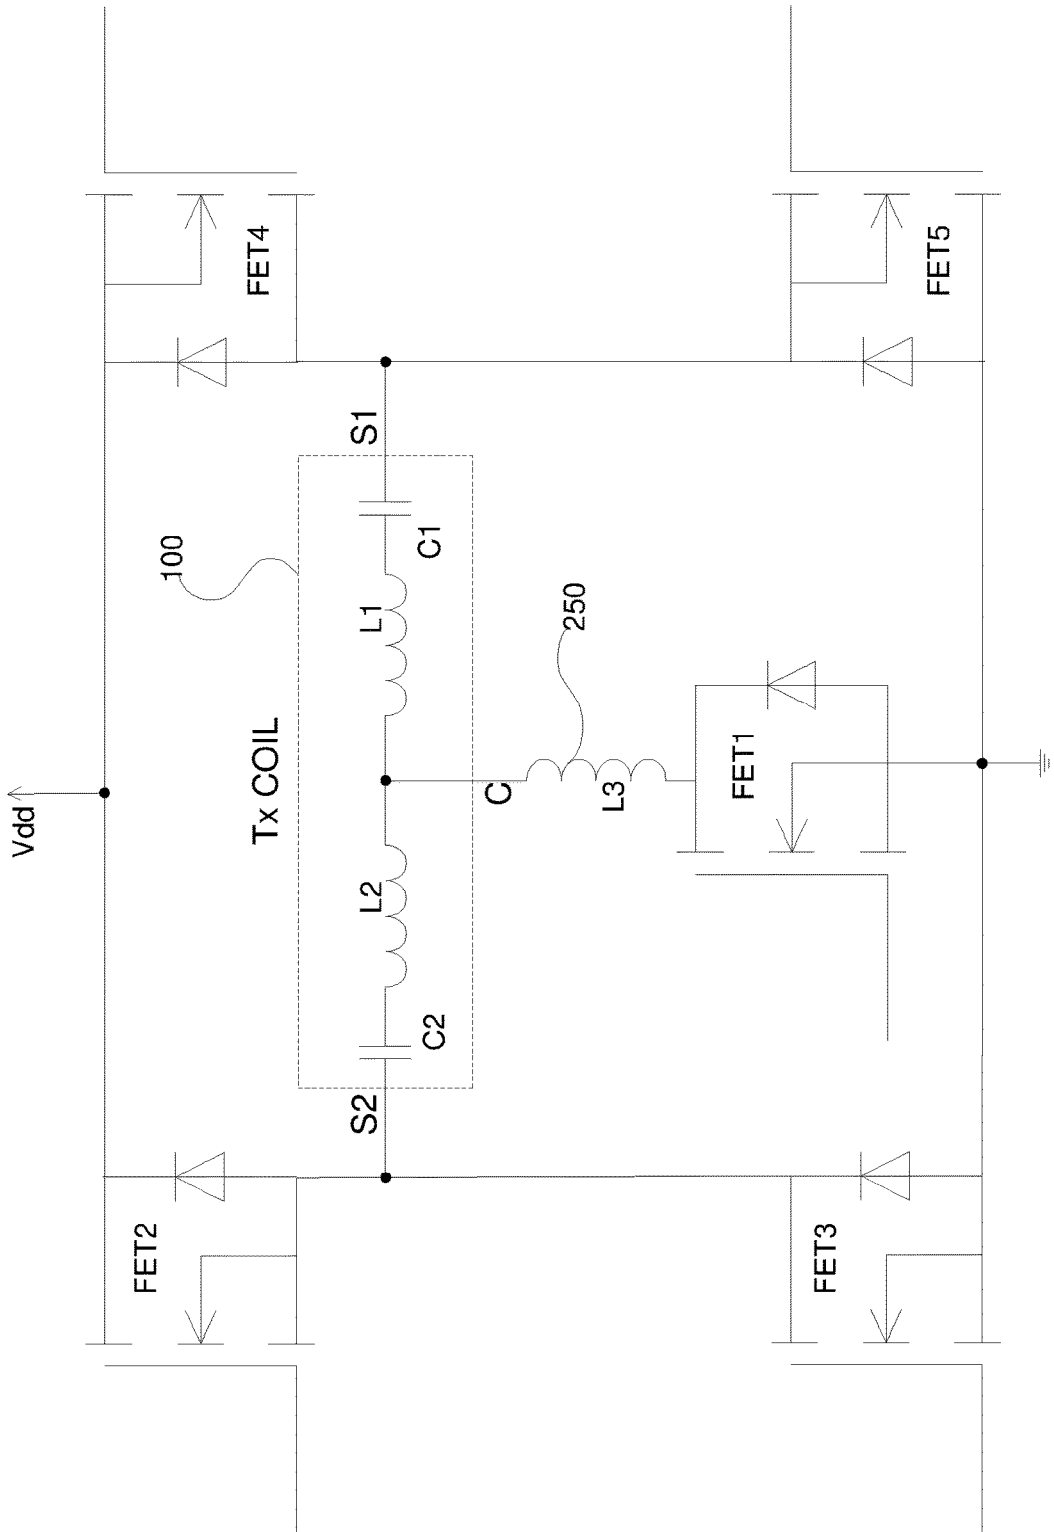 Vdd
FET2
FET4
Tx COIL
100
S2
C2
L2
L1
C1
S1
C
L3
250
FET1
FET3
FET5